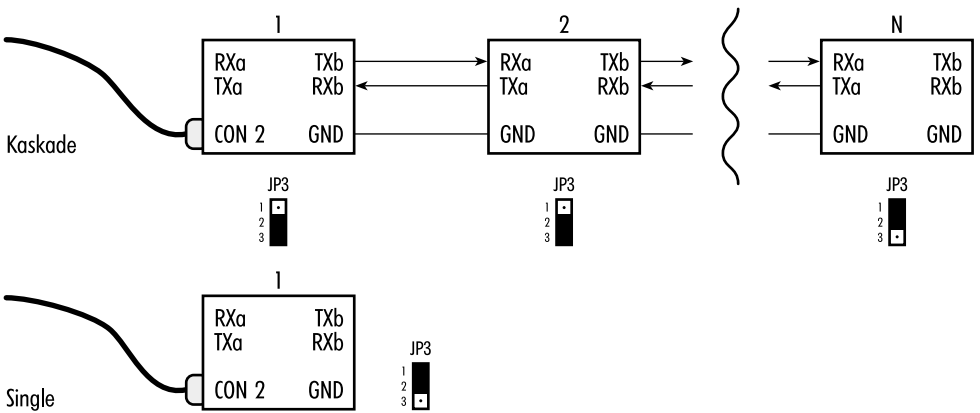 1 2 N
RXa TXb RXa TXb RXa TXb
TXa RXb TXa RXb TXa RXb
CON 2 GND GND GND GND GND
Kaskade
JP3 JP3 JP3
1 1 1
2 2 2
3 3 3
1
RXa TXb
TXa RXb
CON 2 GND
JP3
1
2
3
Single